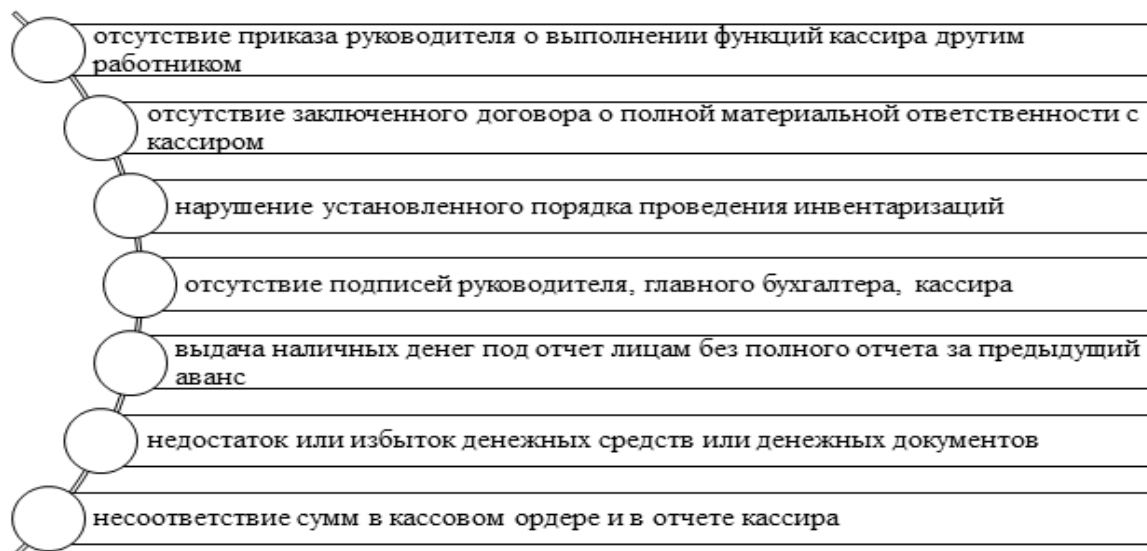 отсутствие приказа руководителя о выполнении функций кассира другим
работником
отсутствие заключенного договора о полной материальной ответственности с
кассиром
нарушение установленного порядка проведения инвентаризаций
отсутствие подписей руководителя, главного бухгалтера, кассира
выдача наличных денег под отчет лицам без полного отчета за предыдущий
аванс
недостаток или избыток денежных средств или денежных документов
несоответствие сумм в кассовом ордере и в отчете кассира